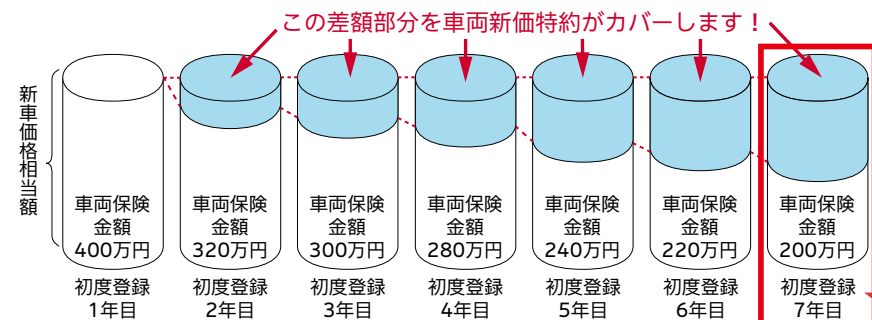 この差額部分を車両新価特約がカバーします！
新車価格相当額
車両保険
金額
400万円
初度登録
1年目
車両保険
金額
320万円
初度登録
2年目
車両保険
金額
300万円
初度登録
3年目
車両保険
金額
280万円
初度登録
4年目
車両保険
金額
240万円
初度登録
5年目
車両保険
金額
220万円
初度登録
6年目
車両保険
金額
200万円
初度登録
7年目